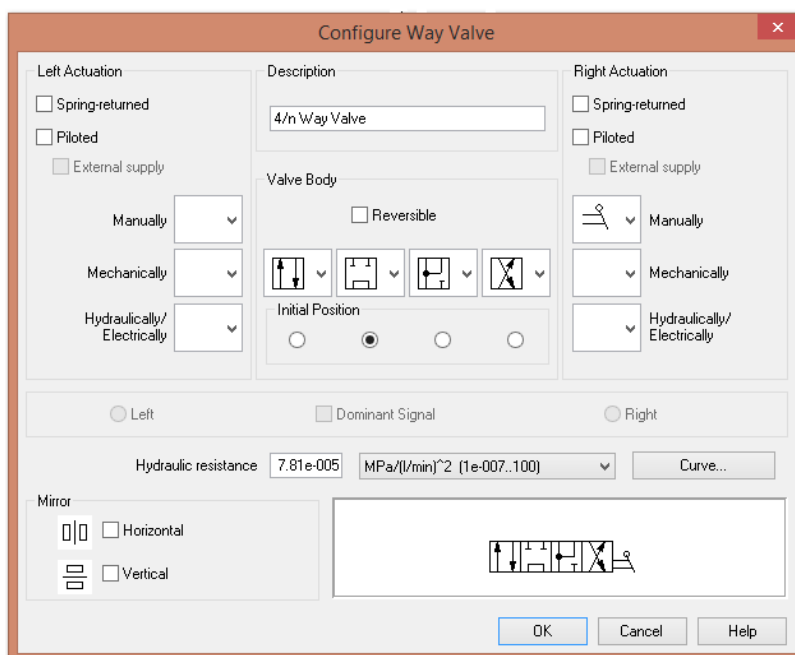 Configure Way Valve
Left Actuation
Spring-returned
Piloted
External supply
Manually
Mechanically
Hydraulically/
Electrically
Description
4/n Way Valve
Valve Body
Reversible
Initial Position
Right Actuation
Spring-returned
Piloted
External supply
Manually
Mechanically
Hydraulically/
Electrically
Left
Dominant Signal
Right
Hydraulic resistance 7.81e-005 MPa/(l/min)^2 (1e-007..100) Curve...
Mirror
Horizontal
Vertical
OK Cancel Help